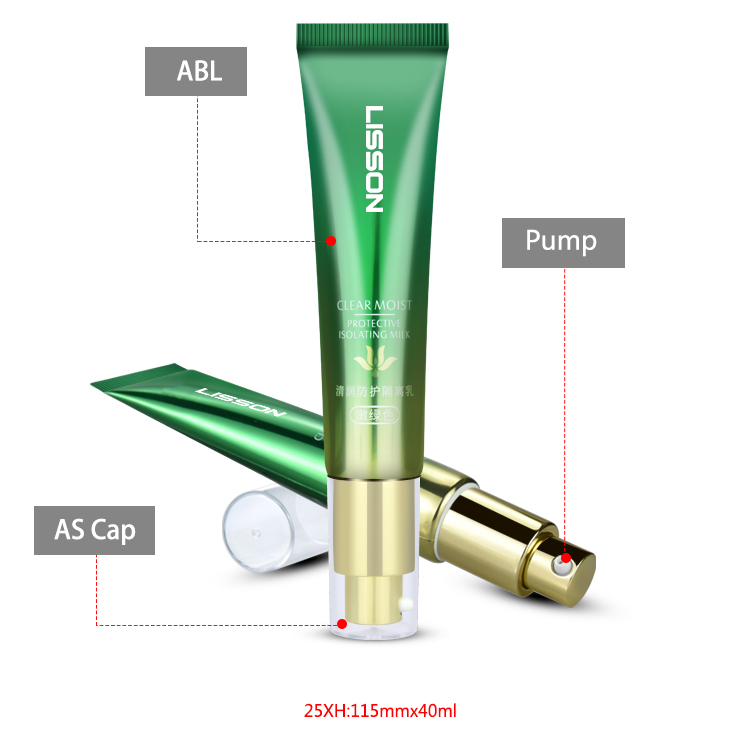 ABL
LISSON
Pump
CLEAR MOIST
PROTECTIVE
ISOLATING MILK
清润防护隔离乳
LISSON
AS Cap
25XH:115mmx40ml